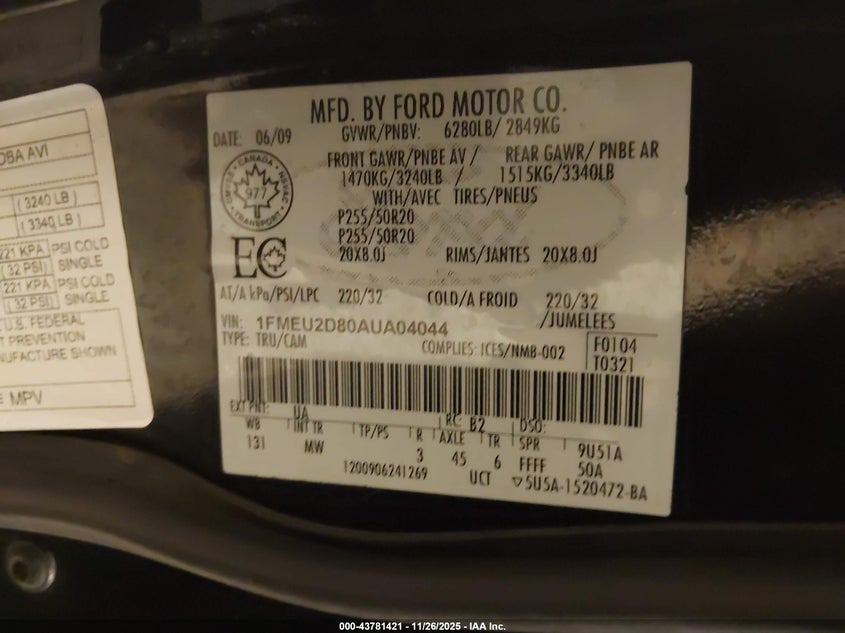 OBA AVI
( 3240 LB )
( 3340 LB )
221 KPA PSI COLD
( 32 PSI ) SINGLE
221 KPA PSI COLD
( 32 PSI ) SINGLE
U.S. FEDERAL
T PREVENTION
NUFACTURE SHOWN
MPV
MFD. BY FORD MOTOR CO.
DATE: 06/09
GVWR/PNBV: 6280LB/ 2849KG
FRONT GAWR/PNBE AV / REAR GAWR/ PNBE AR
1470KG/3240LB / 1515KG/3340LB
WITH/AVEC TIRES/PNEUS
P255/50R20
P255/50R20
20X8.0J RIMS/JANTES 20X8.0J
CANADA
977
TRANSPORT
EC
AT/A kPa/PSI/LPC 220/32 COLD/A FROID 220/32
/JUMELEES
VIN: 1FMEU2D80AUA04044
TYPE: TRU/CAM COMPLIES: ICES/NMB-002
F0104
T0321
EXT PNT: UA RC: B2 DSO:
WB INT TR TP/PS R AXLE TR SPR 9U51A
131 MW 3 45 6 FFFF 50A
1200906241269 UCT ▽5U5A-1520472-BA
000-43781421 - 11/26/2025 - IAA Inc.